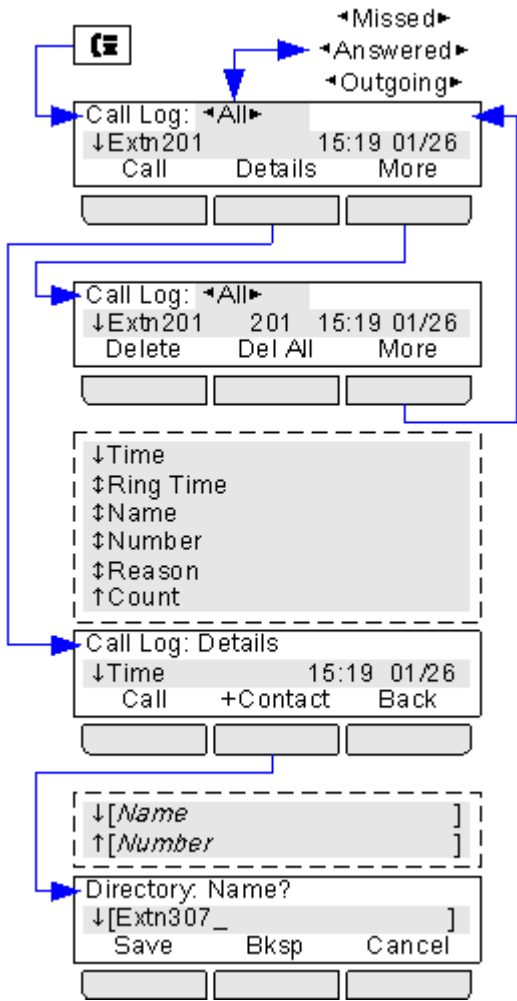 ◄Missed►
◄Answered►
◄Outgoing►
Call Log: ◄All►
↓Extn201 15:19 01/26
Call Details More
Call Log: ◄All►
↓Extn201 201 15:19 01/26
Delete Del All More
↓Time
↕Ring Time
↕Name
↕Number
↕Reason
↑Count
Call Log: Details
↓Time 15:19 01/26
Call +Contact Back
↓[Name ]
↑[Number ]
Directory: Name?
↓[Extn307_ ]
Save Bksp Cancel